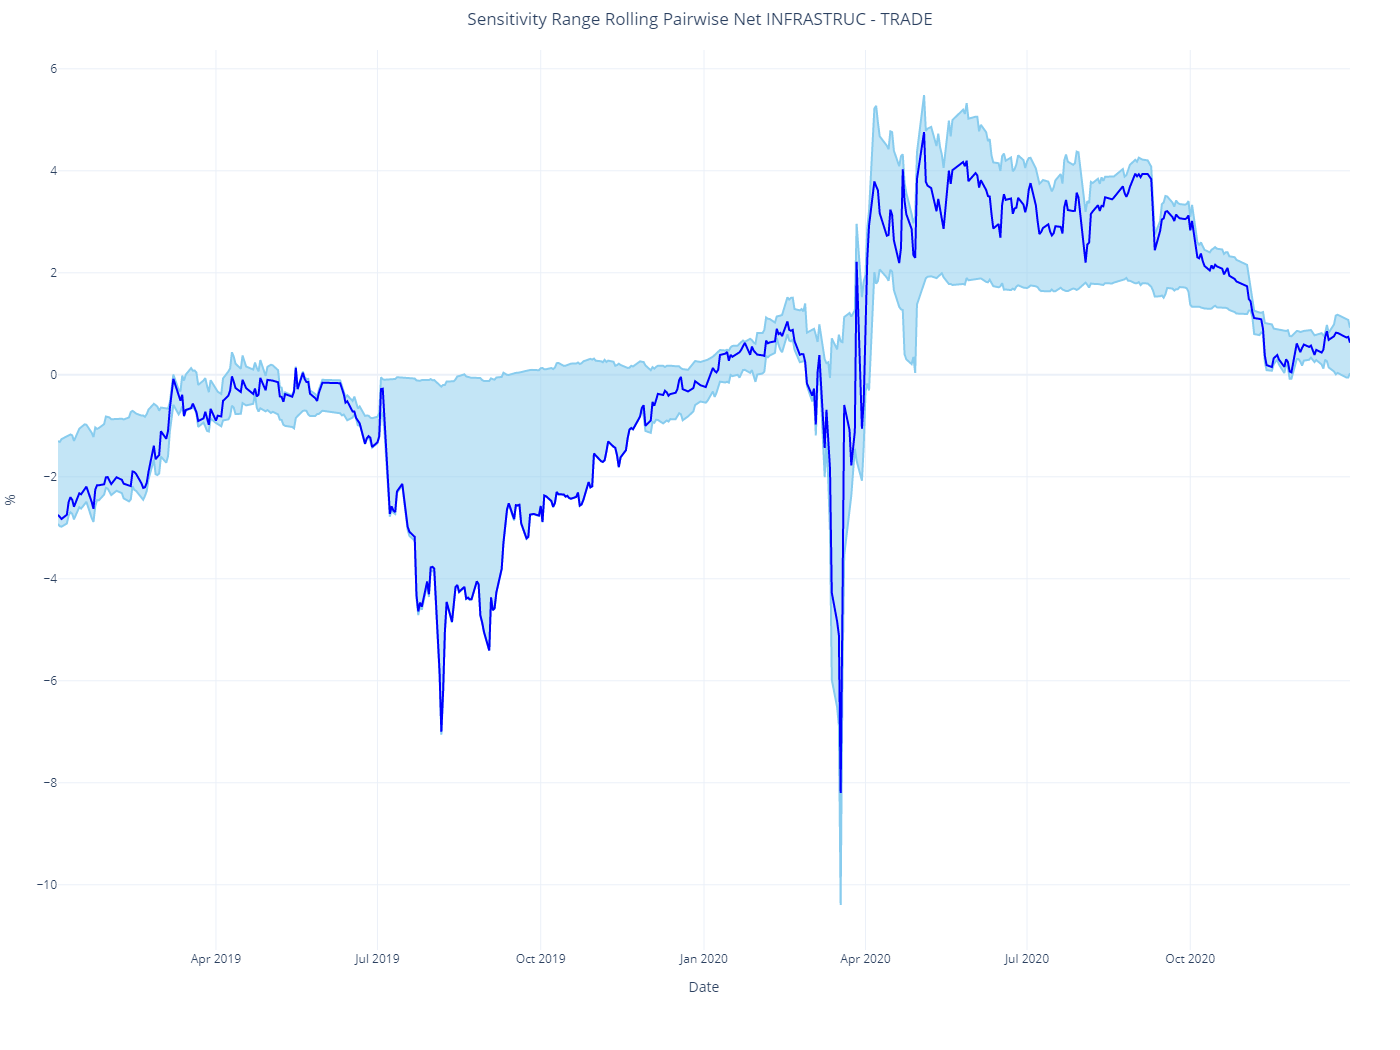 Sensitivity Range Rolling Pairwise Net INFRASTRUC - TRADE
6
4
2
0
−2
−4
−6
−8
−10
%
Apr 2019
Jul 2019
Oct 2019
Jan 2020
Apr 2020
Jul 2020
Oct 2020
Date